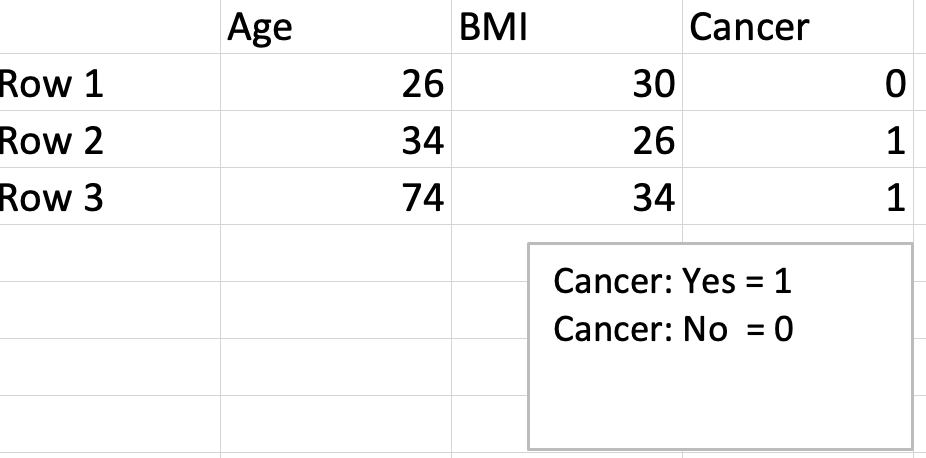 Age BMI Cancer
Row 1 26 30 0
Row 2 34 26 1
Row 3 74 34 1
Cancer: Yes = 1
Cancer: No = 0